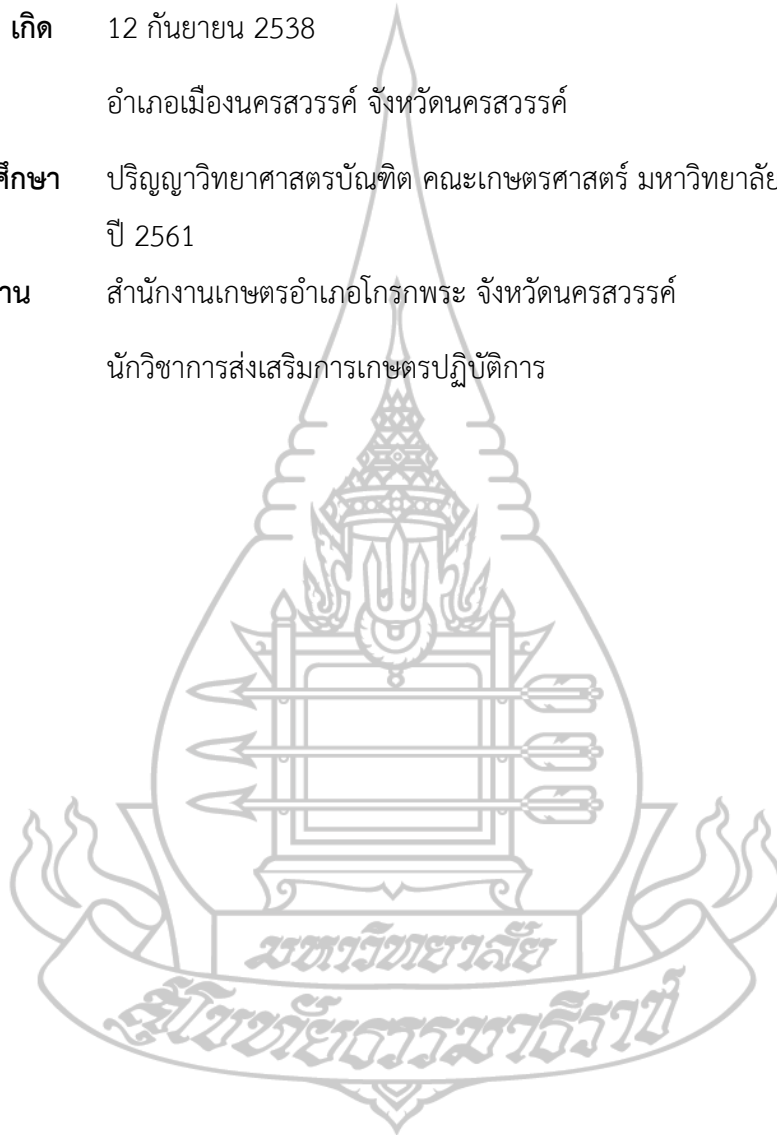 เกิด 12 กันยายน 2538
อำเภอเมืองนครสวรรค์ จังหวัดนครสวรรค์
ศึกษา ปริญญาวิทยาศาสตรบัณฑิต คณะเกษตรศาสตร์ มหาวิทยาลัย
ปี 2561
าน สำนักงานเกษตรอำเภอโกรกพระ จังหวัดนครสวรรค์
นักวิชาการส่งเสริมการเกษตรปฏิบัติการ
มหาวิทยาลัย
สุโขทัยธรรมาธิราช